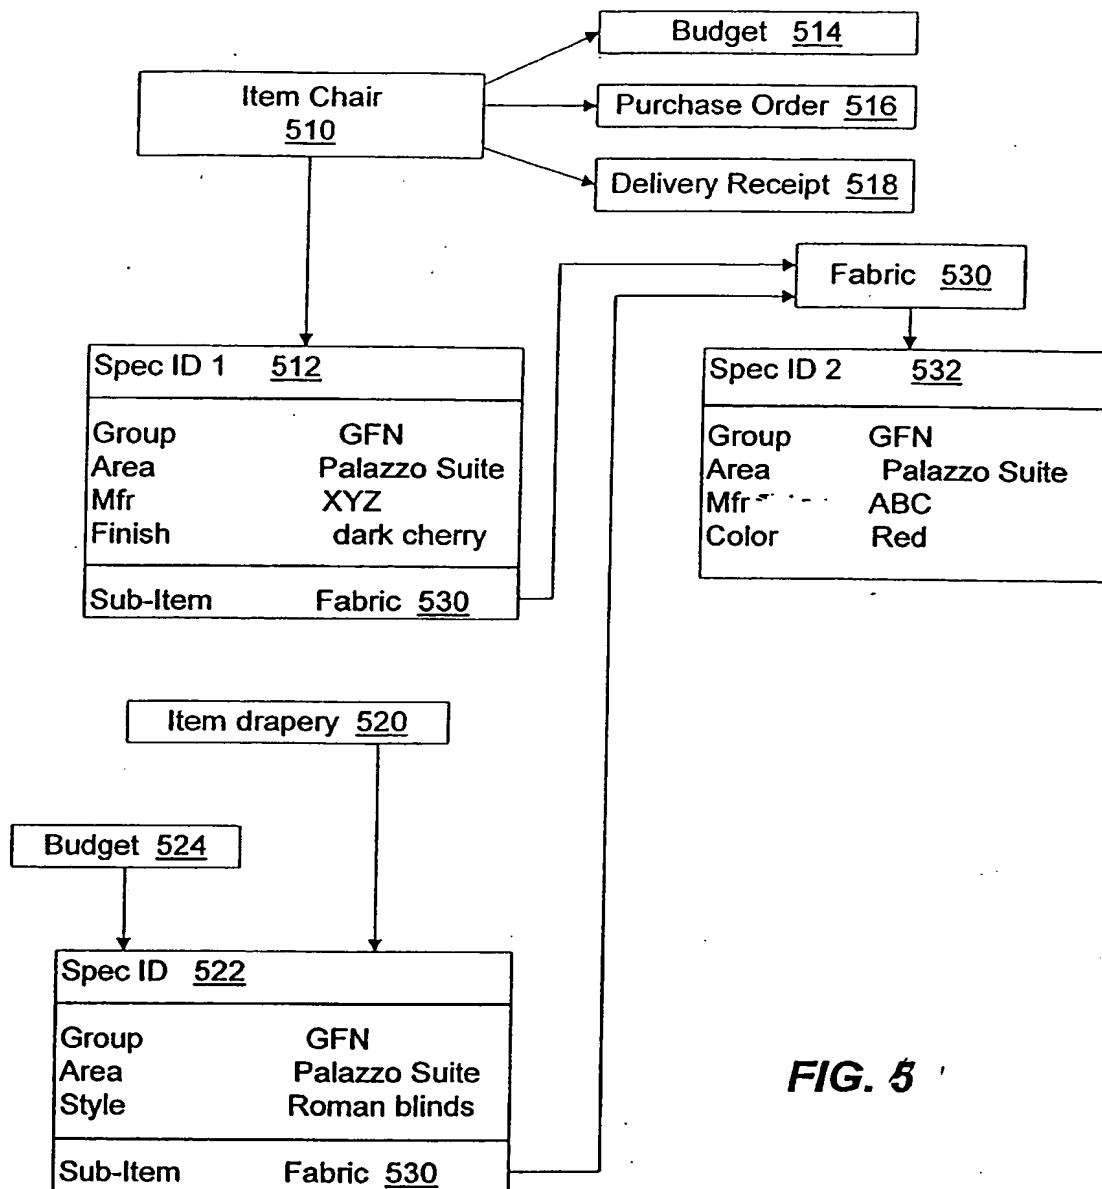 Budget 514
Item Chair
510
Purchase Order 516
Delivery Receipt 518
Fabric 530
Spec ID 1 512
Group GFN
Area Palazzo Suite
Mfr XYZ
Finish dark cherry
Sub-Item Fabric 530
Spec ID 2 532
Group GFN
Area Palazzo Suite
Mfr ABC
Color Red
Item drapery 520
Budget 524
Spec ID 522
Group GFN
Area Palazzo Suite
Style Roman blinds
Sub-Item Fabric 530
FIG. 5